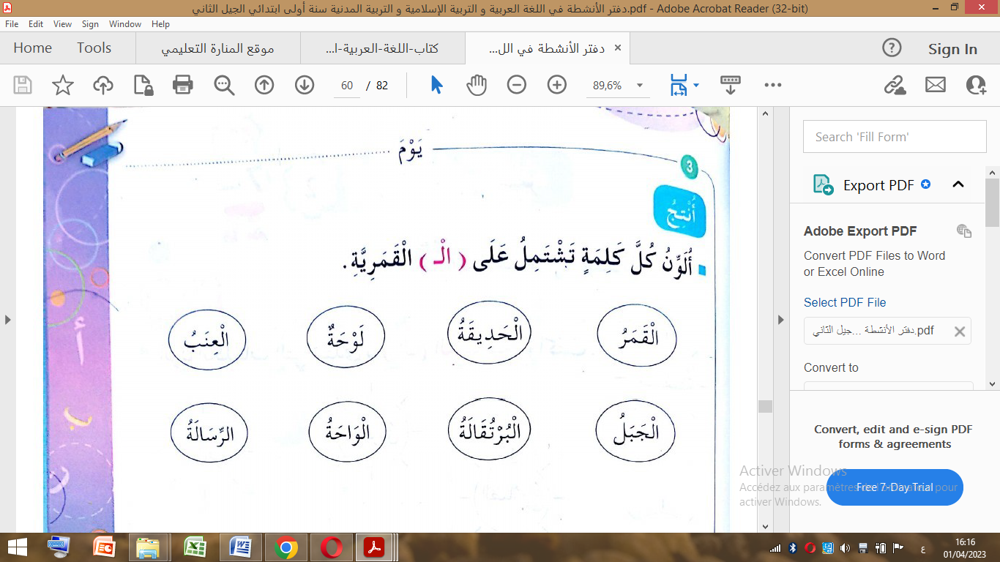 دفتر الأنشطة في اللغة العربية و التربية الإسلامية و التربية المدنية سنة أولى ابتدائي الجيل الثاني.pdf - Adobe Acrobat Reader (32-bit)
File Edit View Sign Window Help
Home Tools موقع المنارة التعليمي كتاب-اللغة-العربية-ا... دفتر الأنشطة في الل... Sign In
60 / 82 89,6%
Search 'Fill Form'
يَوْمَ
3
Export PDF
أُنْتِجُ
Adobe Export PDF
Convert PDF Files to Word
or Excel Online
أُلَوِّنُ كُلَّ كَلِمَةٍ تَشْتَمِلُ عَلَى ( الْـ ) الْقَمَرِيَّةِ.
Select PDF File
دفتر الأنشطة ...جيل الثاني.pdf
الْقَمَرُ الْحَدِيقَةُ لَوْحَةٌ الْعِنَبُ
Convert to
أ
ب
الْجَبَلُ الْبُرْتُقَالَةُ الْوَاحَةُ الرِّسَالَةُ
Convert, edit and e-sign PDF
forms & agreements
Activer Windows
Accédez aux paramètres de l'ordinateur pour
activer Windows.
Free 7-Day Trial
ع
16:16
01/04/2023